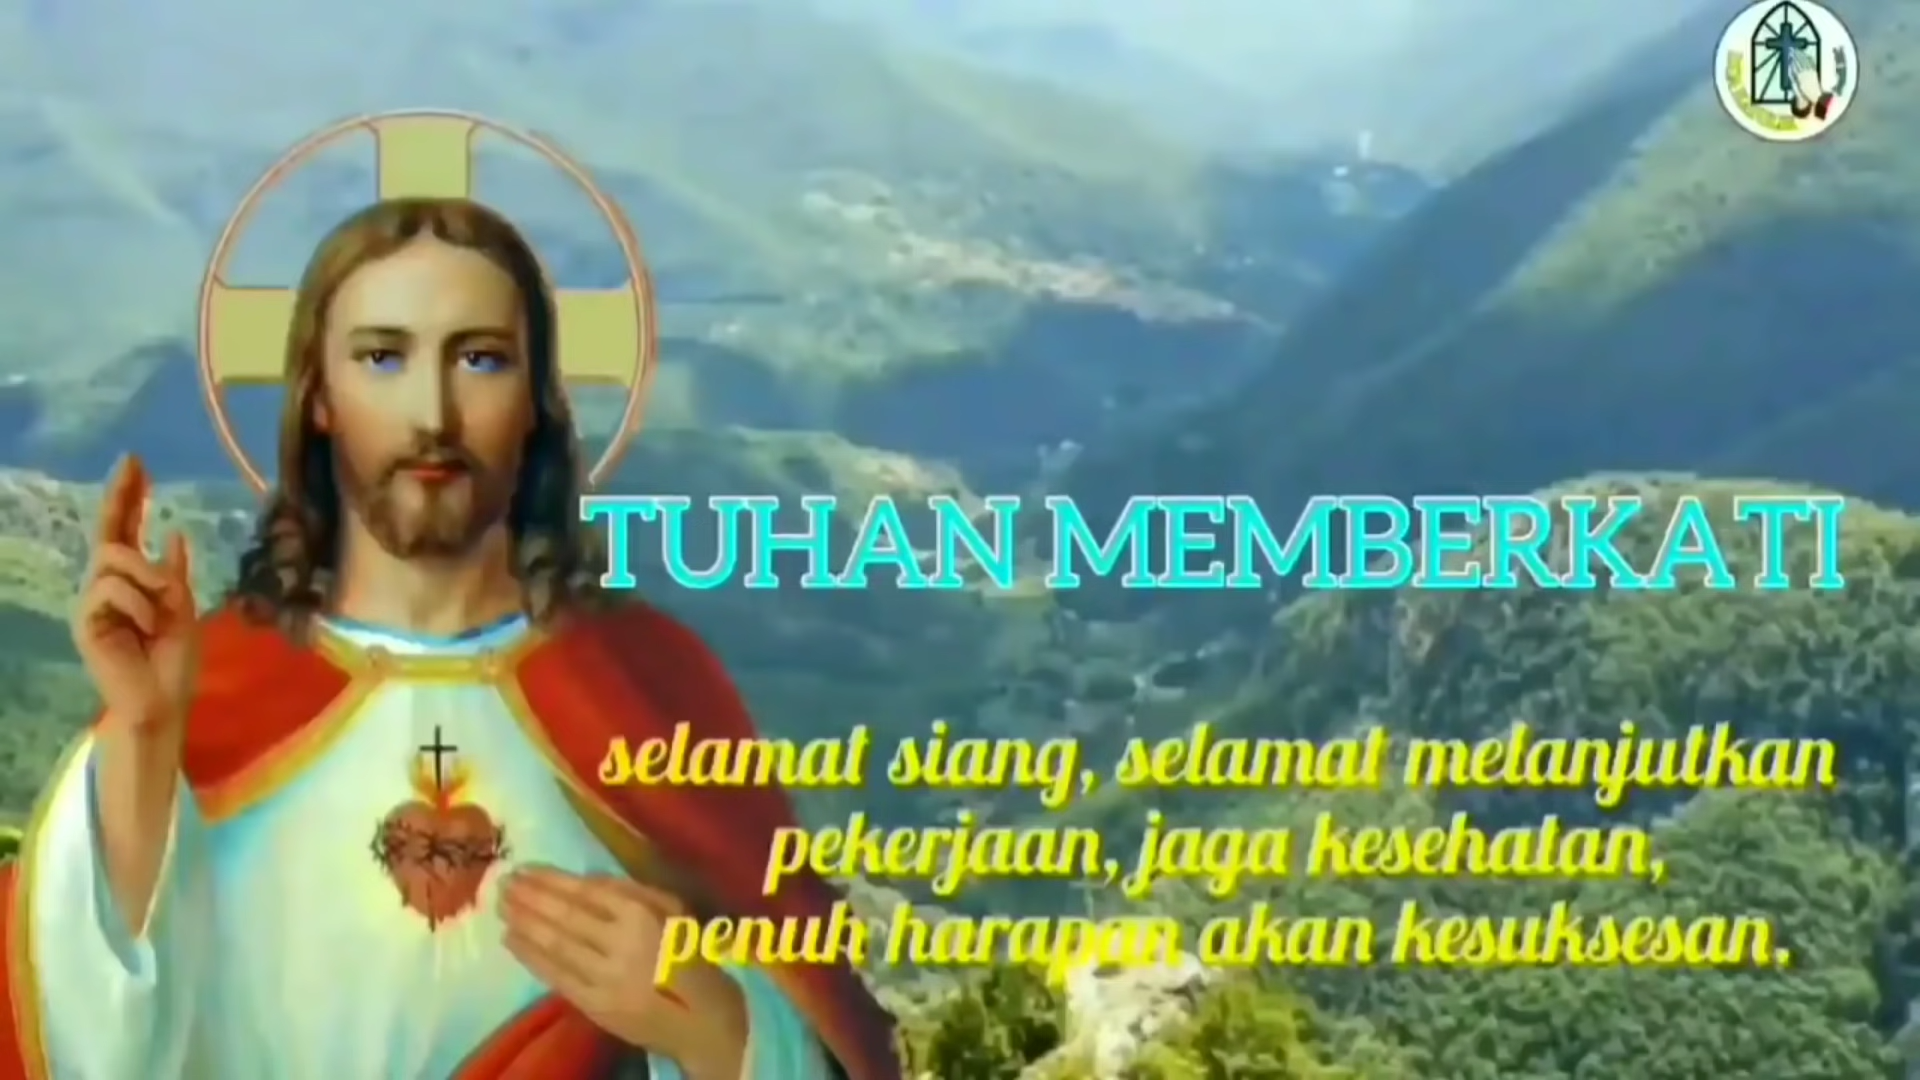 TUHAN MEMBERKATI
selamat siang, selamat melanjutkan
pekerjaan, jaga kesehatan,
penuh harapan akan kesuksesan.